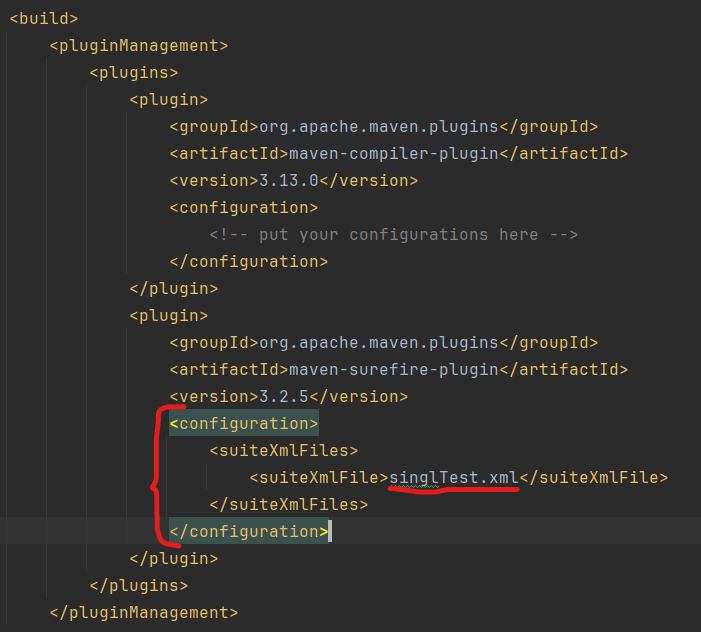 <build>
<pluginManagement>
<plugins>
<plugin>
<groupId>org.apache.maven.plugins</groupId>
<artifactId>maven-compiler-plugin</artifactId>
<version>3.13.0</version>
<configuration>
<!-- put your configurations here -->
</configuration>
</plugin>
<plugin>
<groupId>org.apache.maven.plugins</groupId>
<artifactId>maven-surefire-plugin</artifactId>
<version>3.2.5</version>
<configuration>
<suiteXmlFiles>
<suiteXmlFile>singlTest.xml</suiteXmlFile>
</suiteXmlFiles>
</configuration>
</plugin>
</plugins>
</pluginManagement>